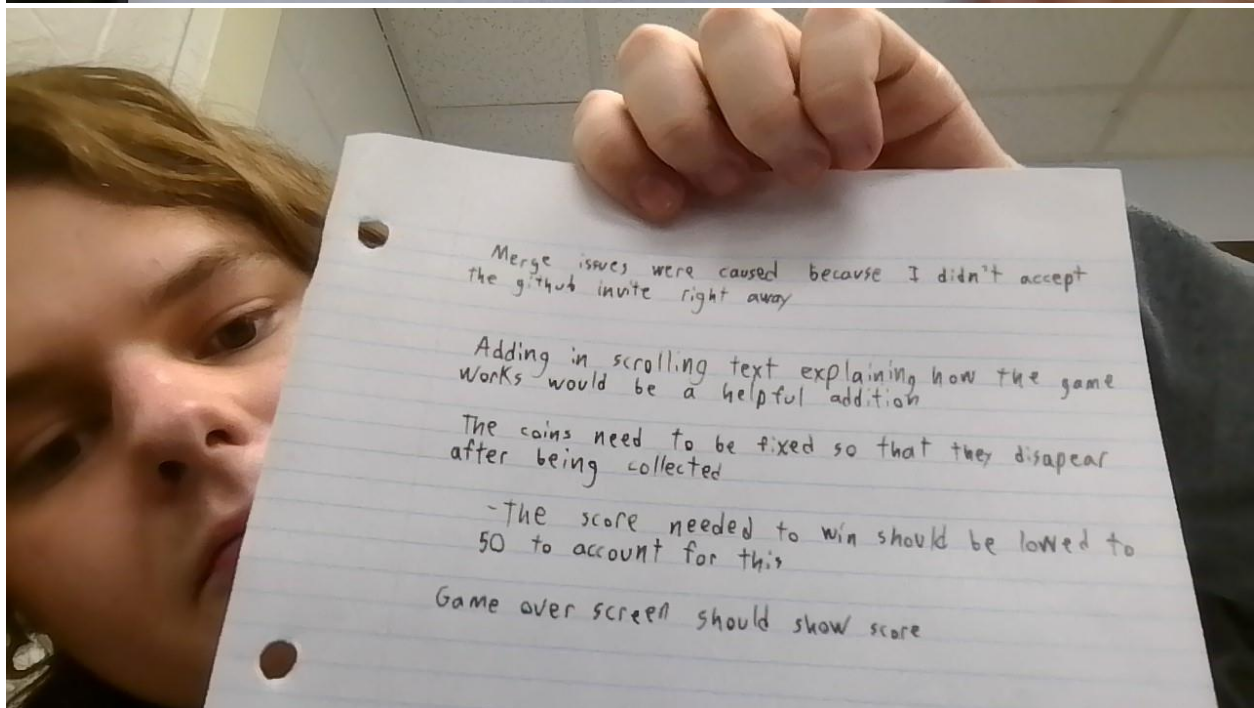 Merge issues were caused because I didn't accept
the github invite right away
Adding in scrolling text explaining how the game
works would be a helpful addition
The coins need to be fixed so that they disapear
after being collected
-The score needed to win should be lowed to
50 to account for this
Game over screen should show score